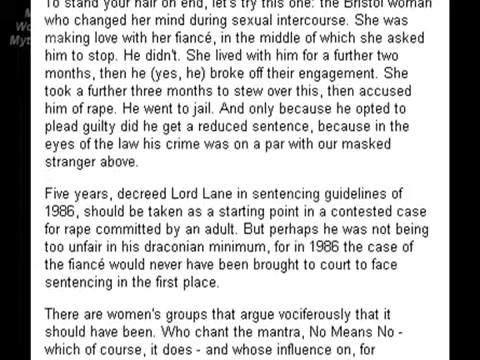 To stand your hair on end, let's try this one: the Bristol woman
who changed her mind during sexual intercourse. She was
making love with her fiancé, in the middle of which she asked
him to stop. He didn't. She lived with him for a further two
months, then he (yes, he) broke off their engagement. She
took a further three months to stew over this, then accused
him of rape. He went to jail. And only because he opted to
plead guilty did he get a reduced sentence, because in the
eyes of the law his crime was on a par with our masked
stranger above.
Five years, decreed Lord Lane in sentencing guidelines of
1986, should be taken as a starting point in a contested case
for rape committed by an adult. But perhaps he was not being
too unfair in his draconian minimum, for in 1986 the case of
the fiancé would never have been brought to court to face
sentencing in the first place.
There are women's groups that argue vociferously that it
should have been. Who chant the mantra, No Means No -
which of course, it does - and whose influence on, for